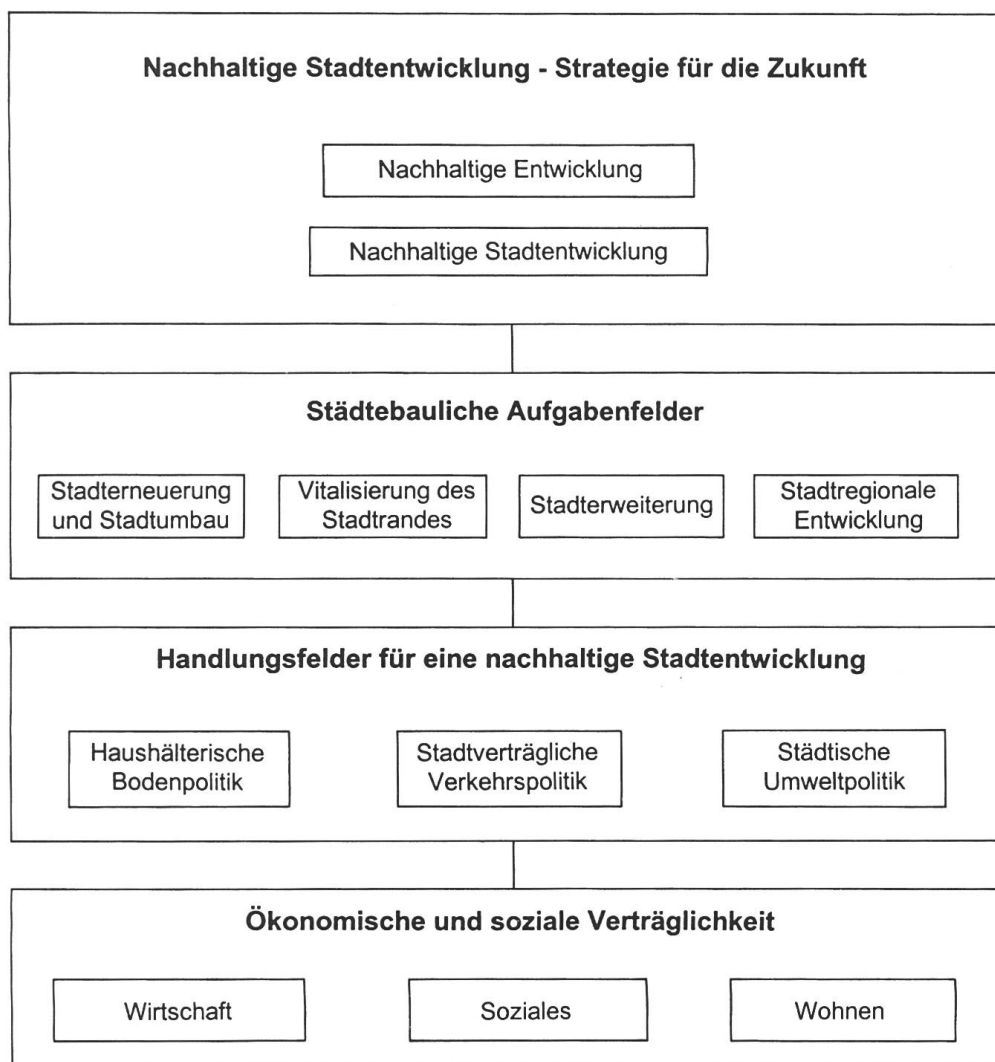 Nachhaltige Stadtentwicklung - Strategie für die Zukunft
Nachhaltige Entwicklung
Nachhaltige Stadtentwicklung
Städtebauliche Aufgabenfelder
Stadterneuerung
und Stadtumbau
Vitalisierung des
Stadtrandes
Stadterweiterung
Stadtregionale
Entwicklung
Handlungsfelder für eine nachhaltige Stadtentwicklung
Haushälterische
Bodenpolitik
Stadtverträgliche
Verkehrspolitik
Städtische
Umweltpolitik
Ökonomische und soziale Verträglichkeit
Wirtschaft
Soziales
Wohnen